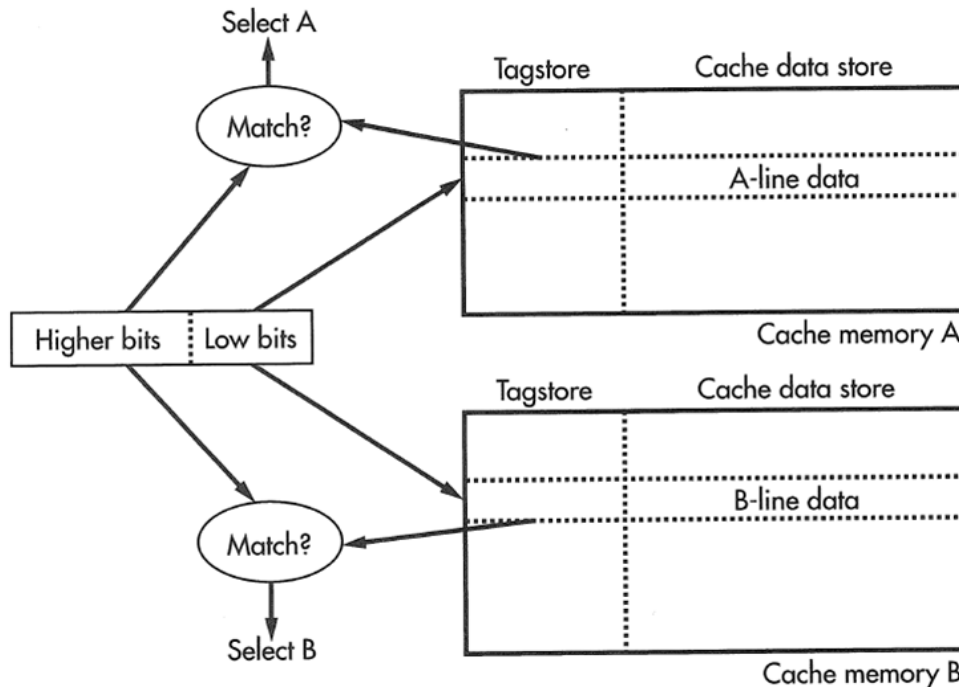 Select A
Tagstore
Cache data store
Match?
A-line data
Higher bits
Low bits
Cache memory A
Tagstore
Cache data store
B-line data
Match?
Select B
Cache memory B